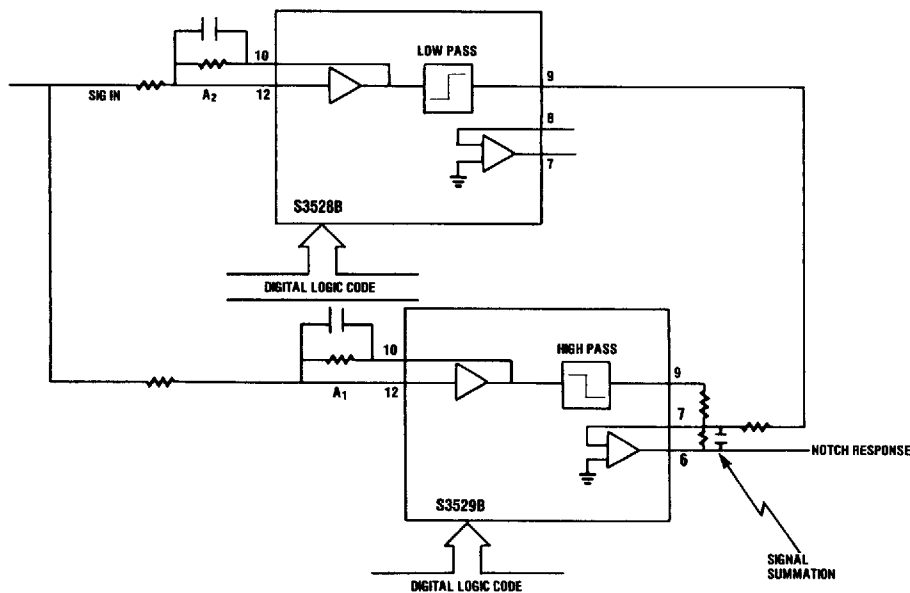 LOW PASS
10
9
SIG IN
A2
12
8
7
S3528B
DIGITAL LOGIC CODE
HIGH PASS
10
9
A1
12
7
6
NOTCH RESPONSE
S3529B
SIGNAL
SUMMATION
DIGITAL LOGIC CODE